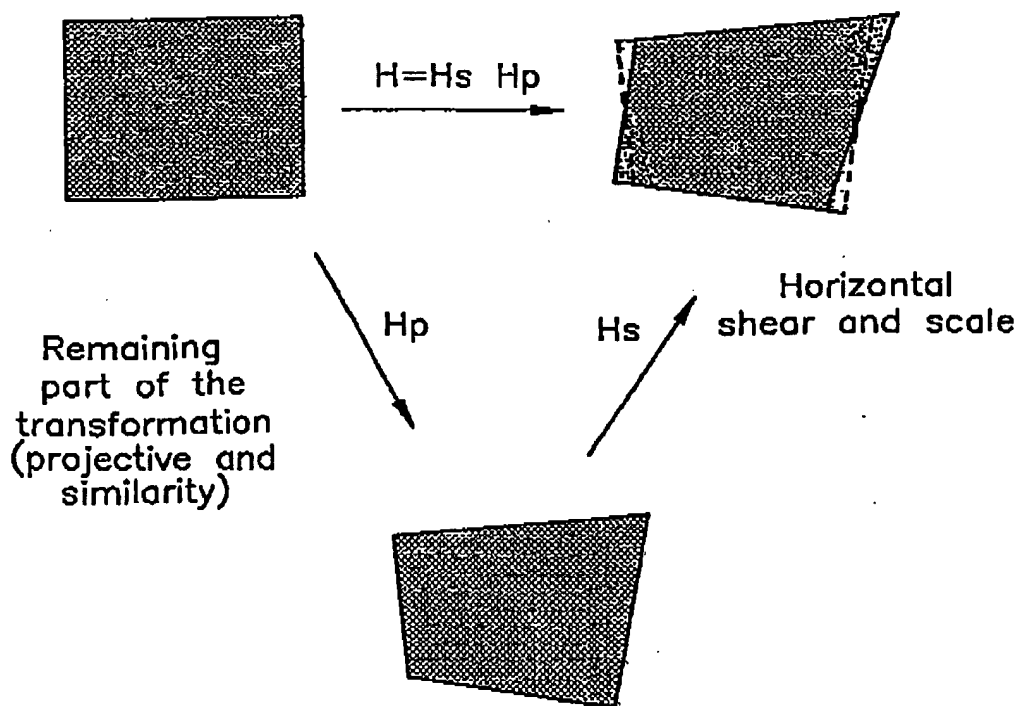 H=Hs Hp
Hp
Hs
Horizontal
shear and scale
Remaining
part of the
transformation
(projective and
similarity)